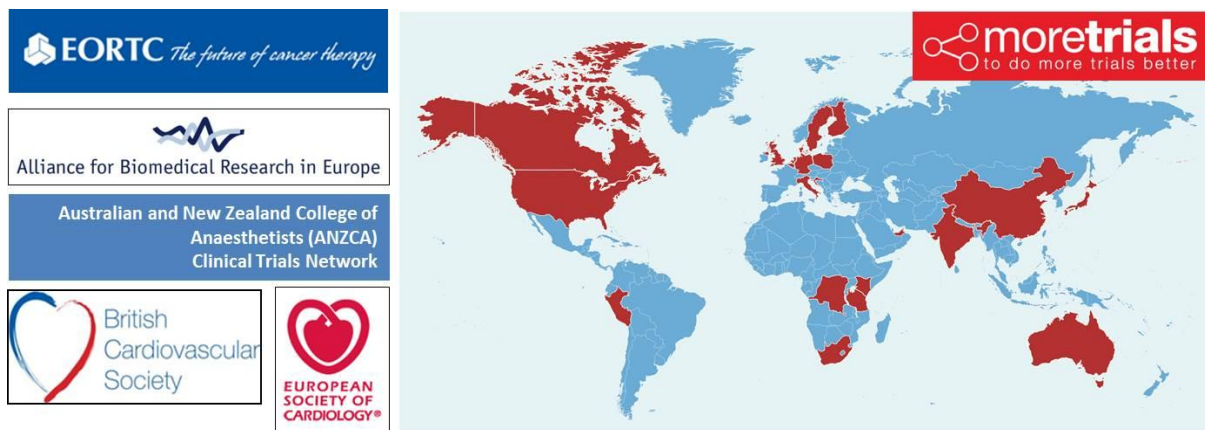 EORTC The future of cancer therapy
Alliance for Biomedical Research in Europe
Australian and New Zealand College of
Anaesthetists (ANZCA)
Clinical Trials Network
British
Cardiovascular
Society
EUROPEAN
SOCIETY OF
CARDIOLOGY®
moretrials
to do more trials better